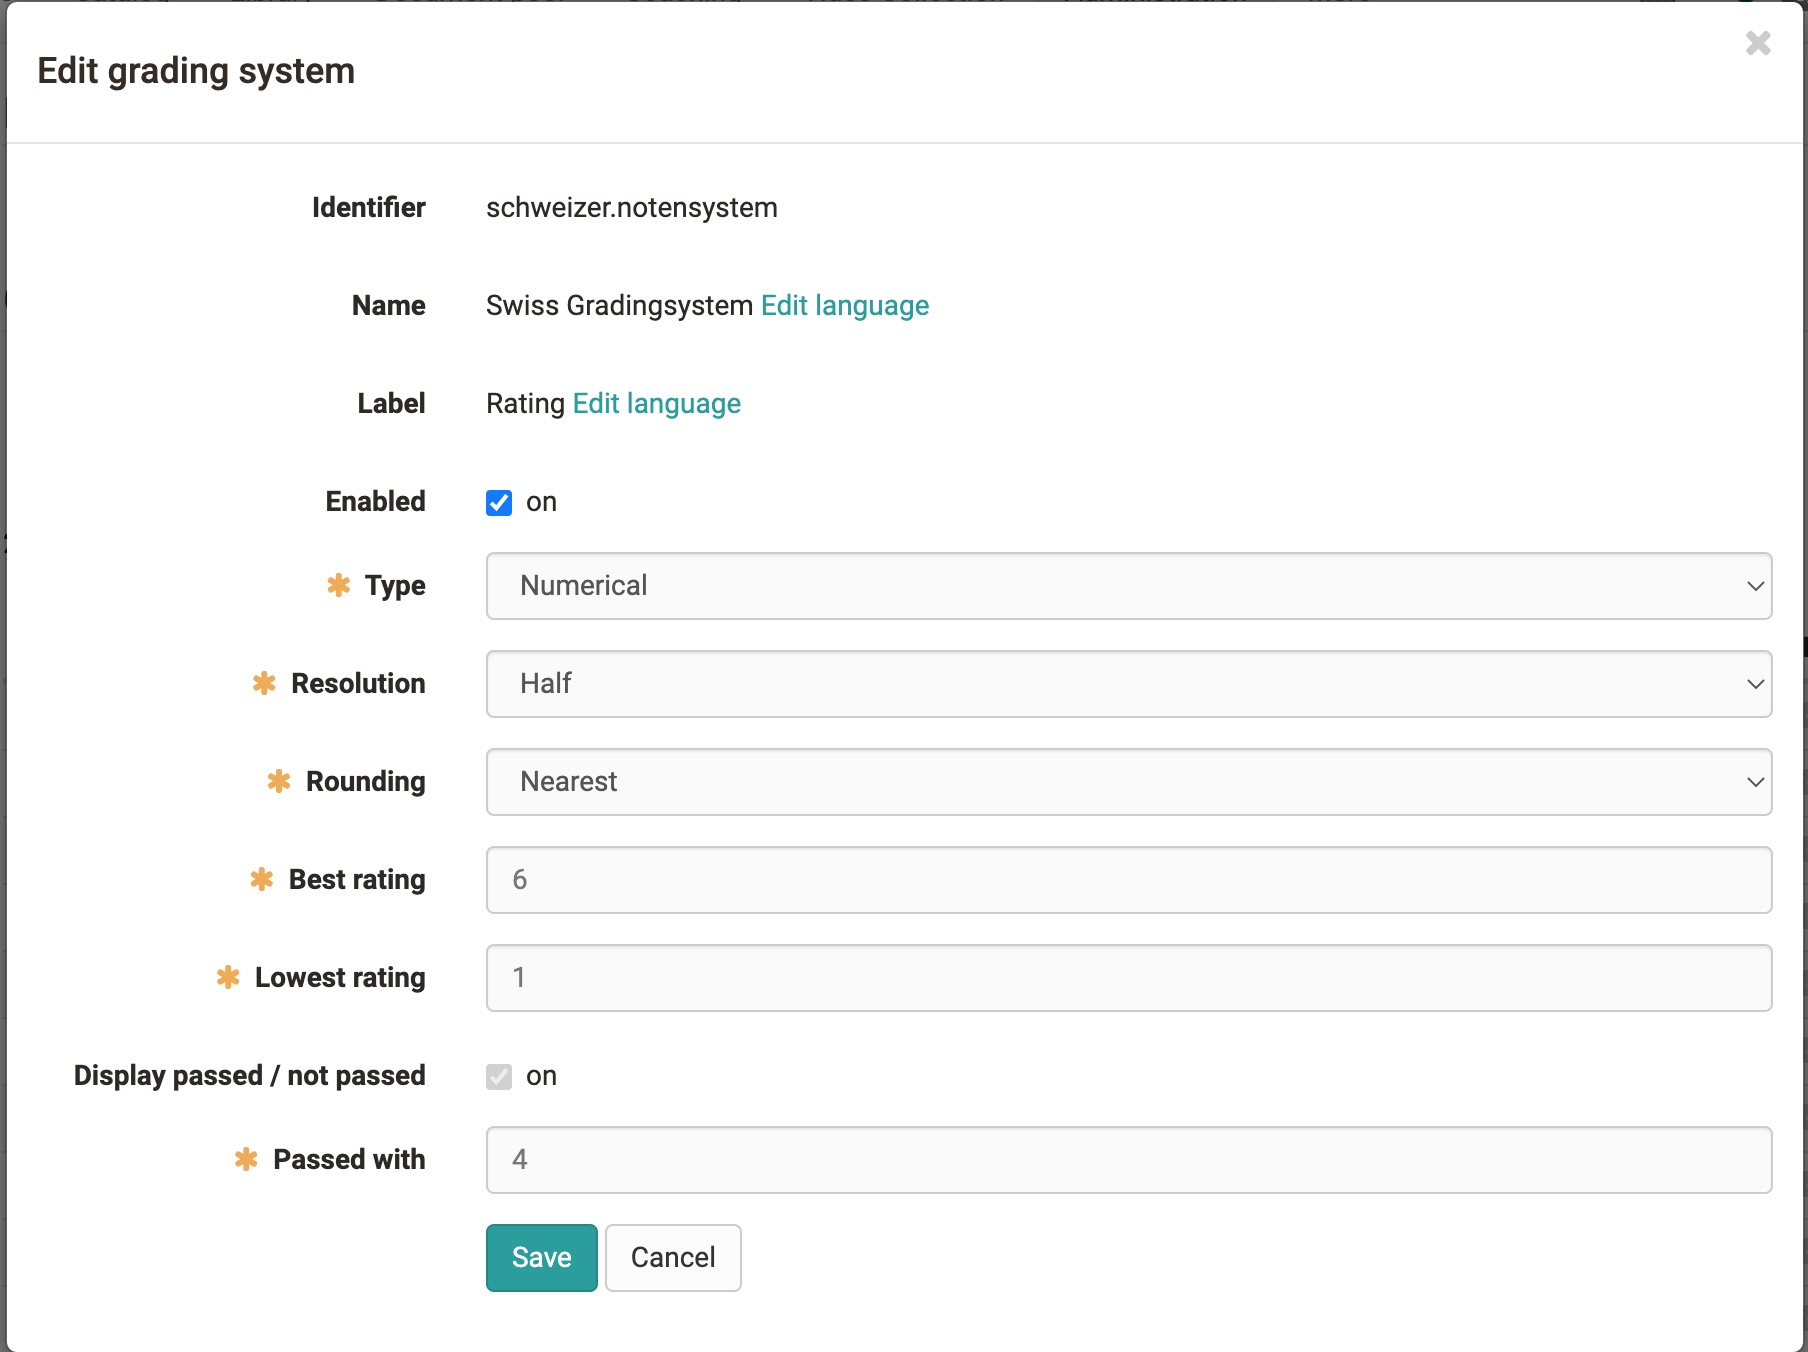 Edit grading system
Identifier schweizer.notensystem
Name Swiss Gradingsystem Edit language
Label Rating Edit language
Enabled on
Type Numerical
Resolution Half
Rounding Nearest
Best rating 6
Lowest rating 1
Display passed / not passed on
Passed with 4
Save Cancel